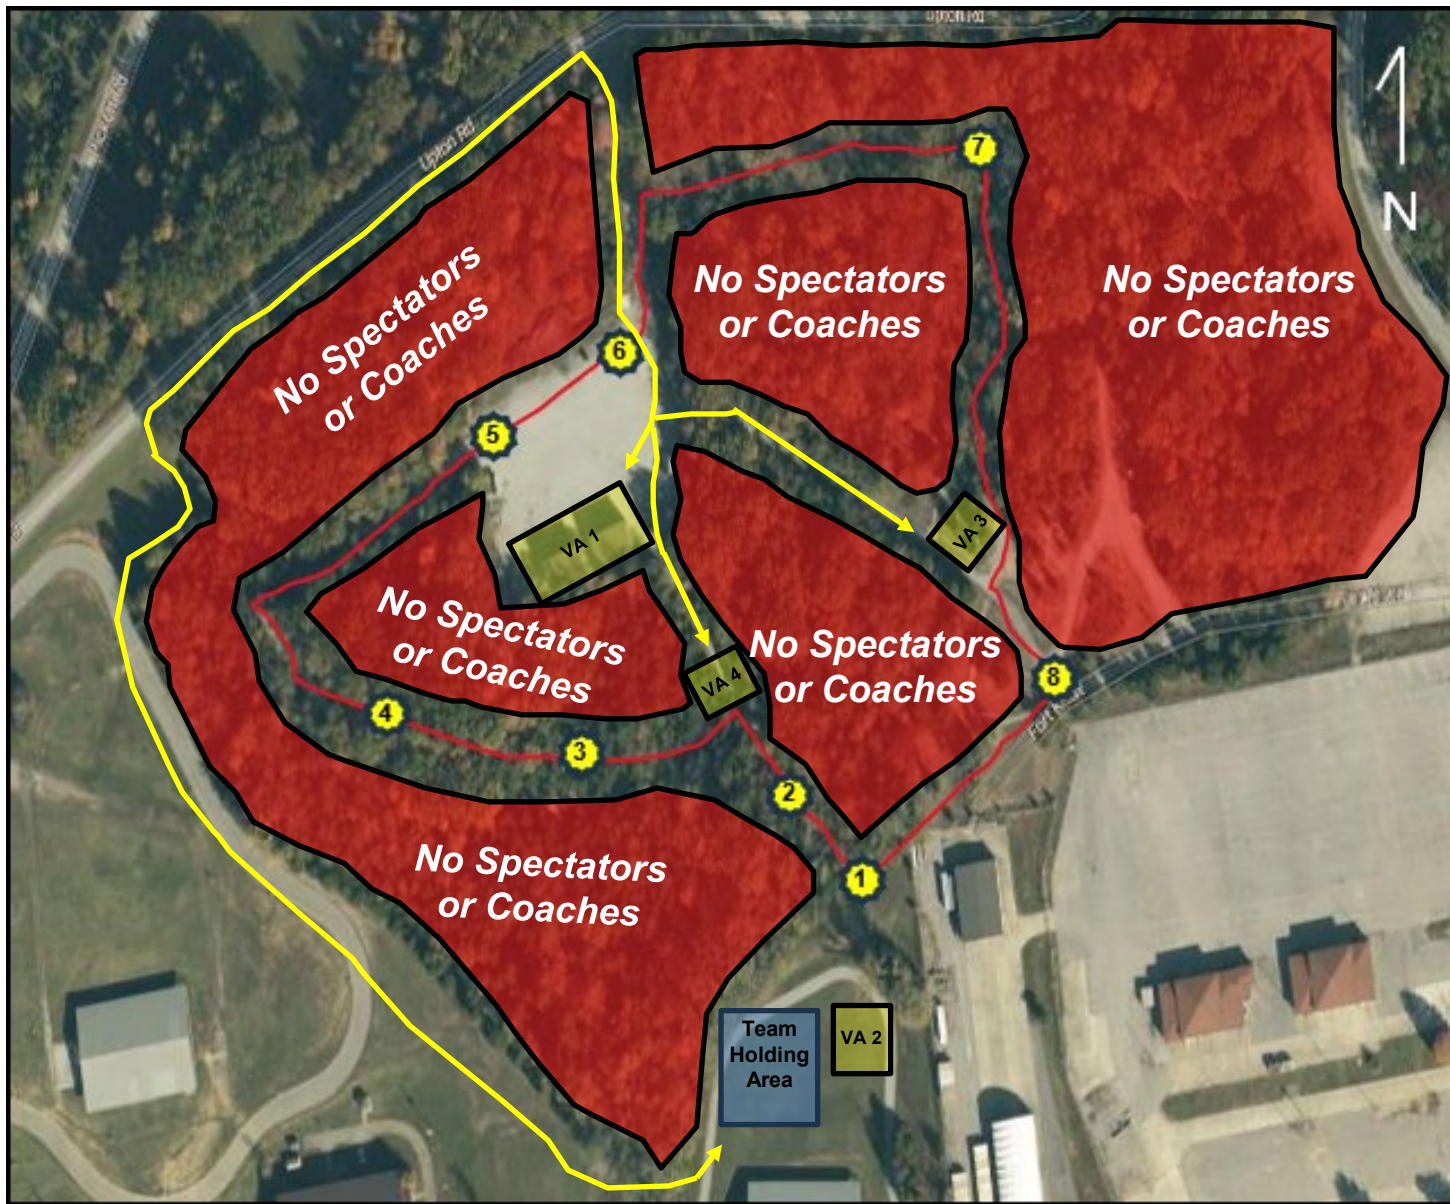 Upton Rd
Upton Rd
N
7
No Spectators
or Coaches
No Spectators
or Coaches
No Spectators
or Coaches
6
5
VA 1
VA 3
No Spectators
or Coaches
No Spectators
or Coaches
VA 4
8
4
3
2
1
No Spectators
or Coaches
Team
Holding
Area
VA 2